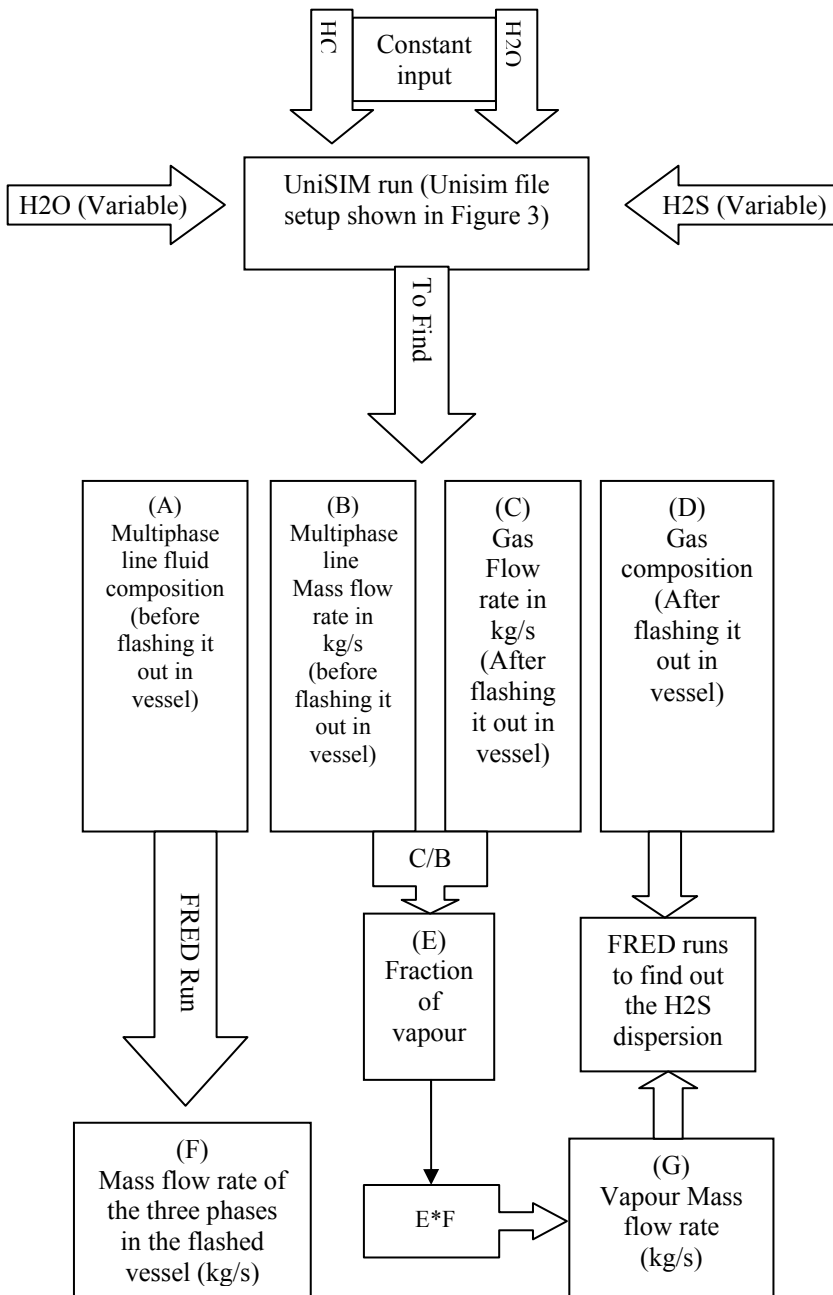 HC
Constant
input
H2O
H2O (Variable)
UniSIM run (Unisim file
setup shown in Figure 3)
H2S (Variable)
To Find
(A)
Multiphase
line fluid
composition
(before
flashing it
out in
vessel)
(B)
Multiphase
line
Mass flow
rate in
kg/s
(before
flashing it
out in
vessel)
(C)
Gas
Flow
rate in
kg/s
(After
flashing
it out in
vessel)
(D)
Gas
composition
(After
flashing it
out in
vessel)
FRED Run
C/B
(E)
Fraction
of
vapour
FRED runs
to find out
the H2S
dispersion
(F)
Mass flow rate of
the three phases
in the flashed
vessel (kg/s)
E*F
(G)
Vapour Mass
flow rate
(kg/s)